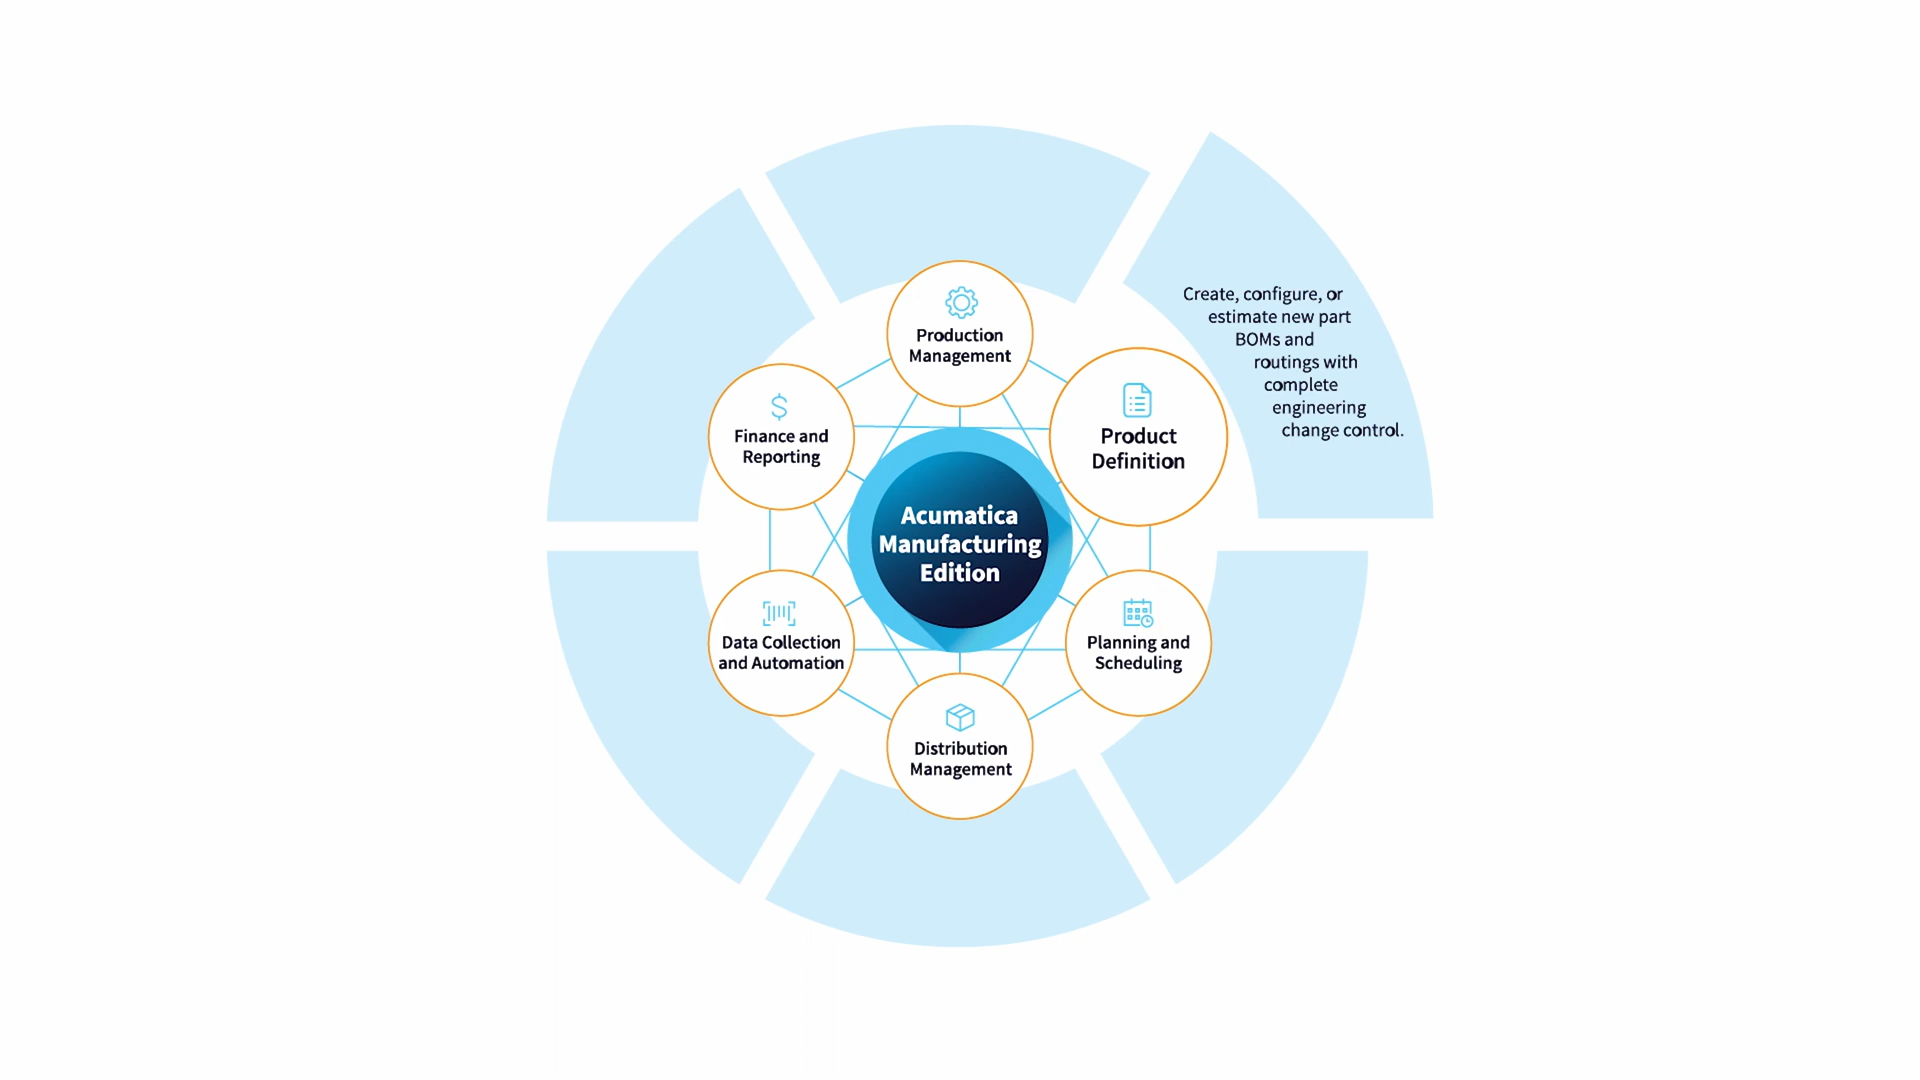 Production
Management
Create, configure, or
estimate new part
BOMs and
routings with
complete
engineering
change control.
Finance and
Reporting
Product
Definition
Acumatica
Manufacturing
Edition
Data Collection
and Automation
Planning and
Scheduling
Distribution
Management